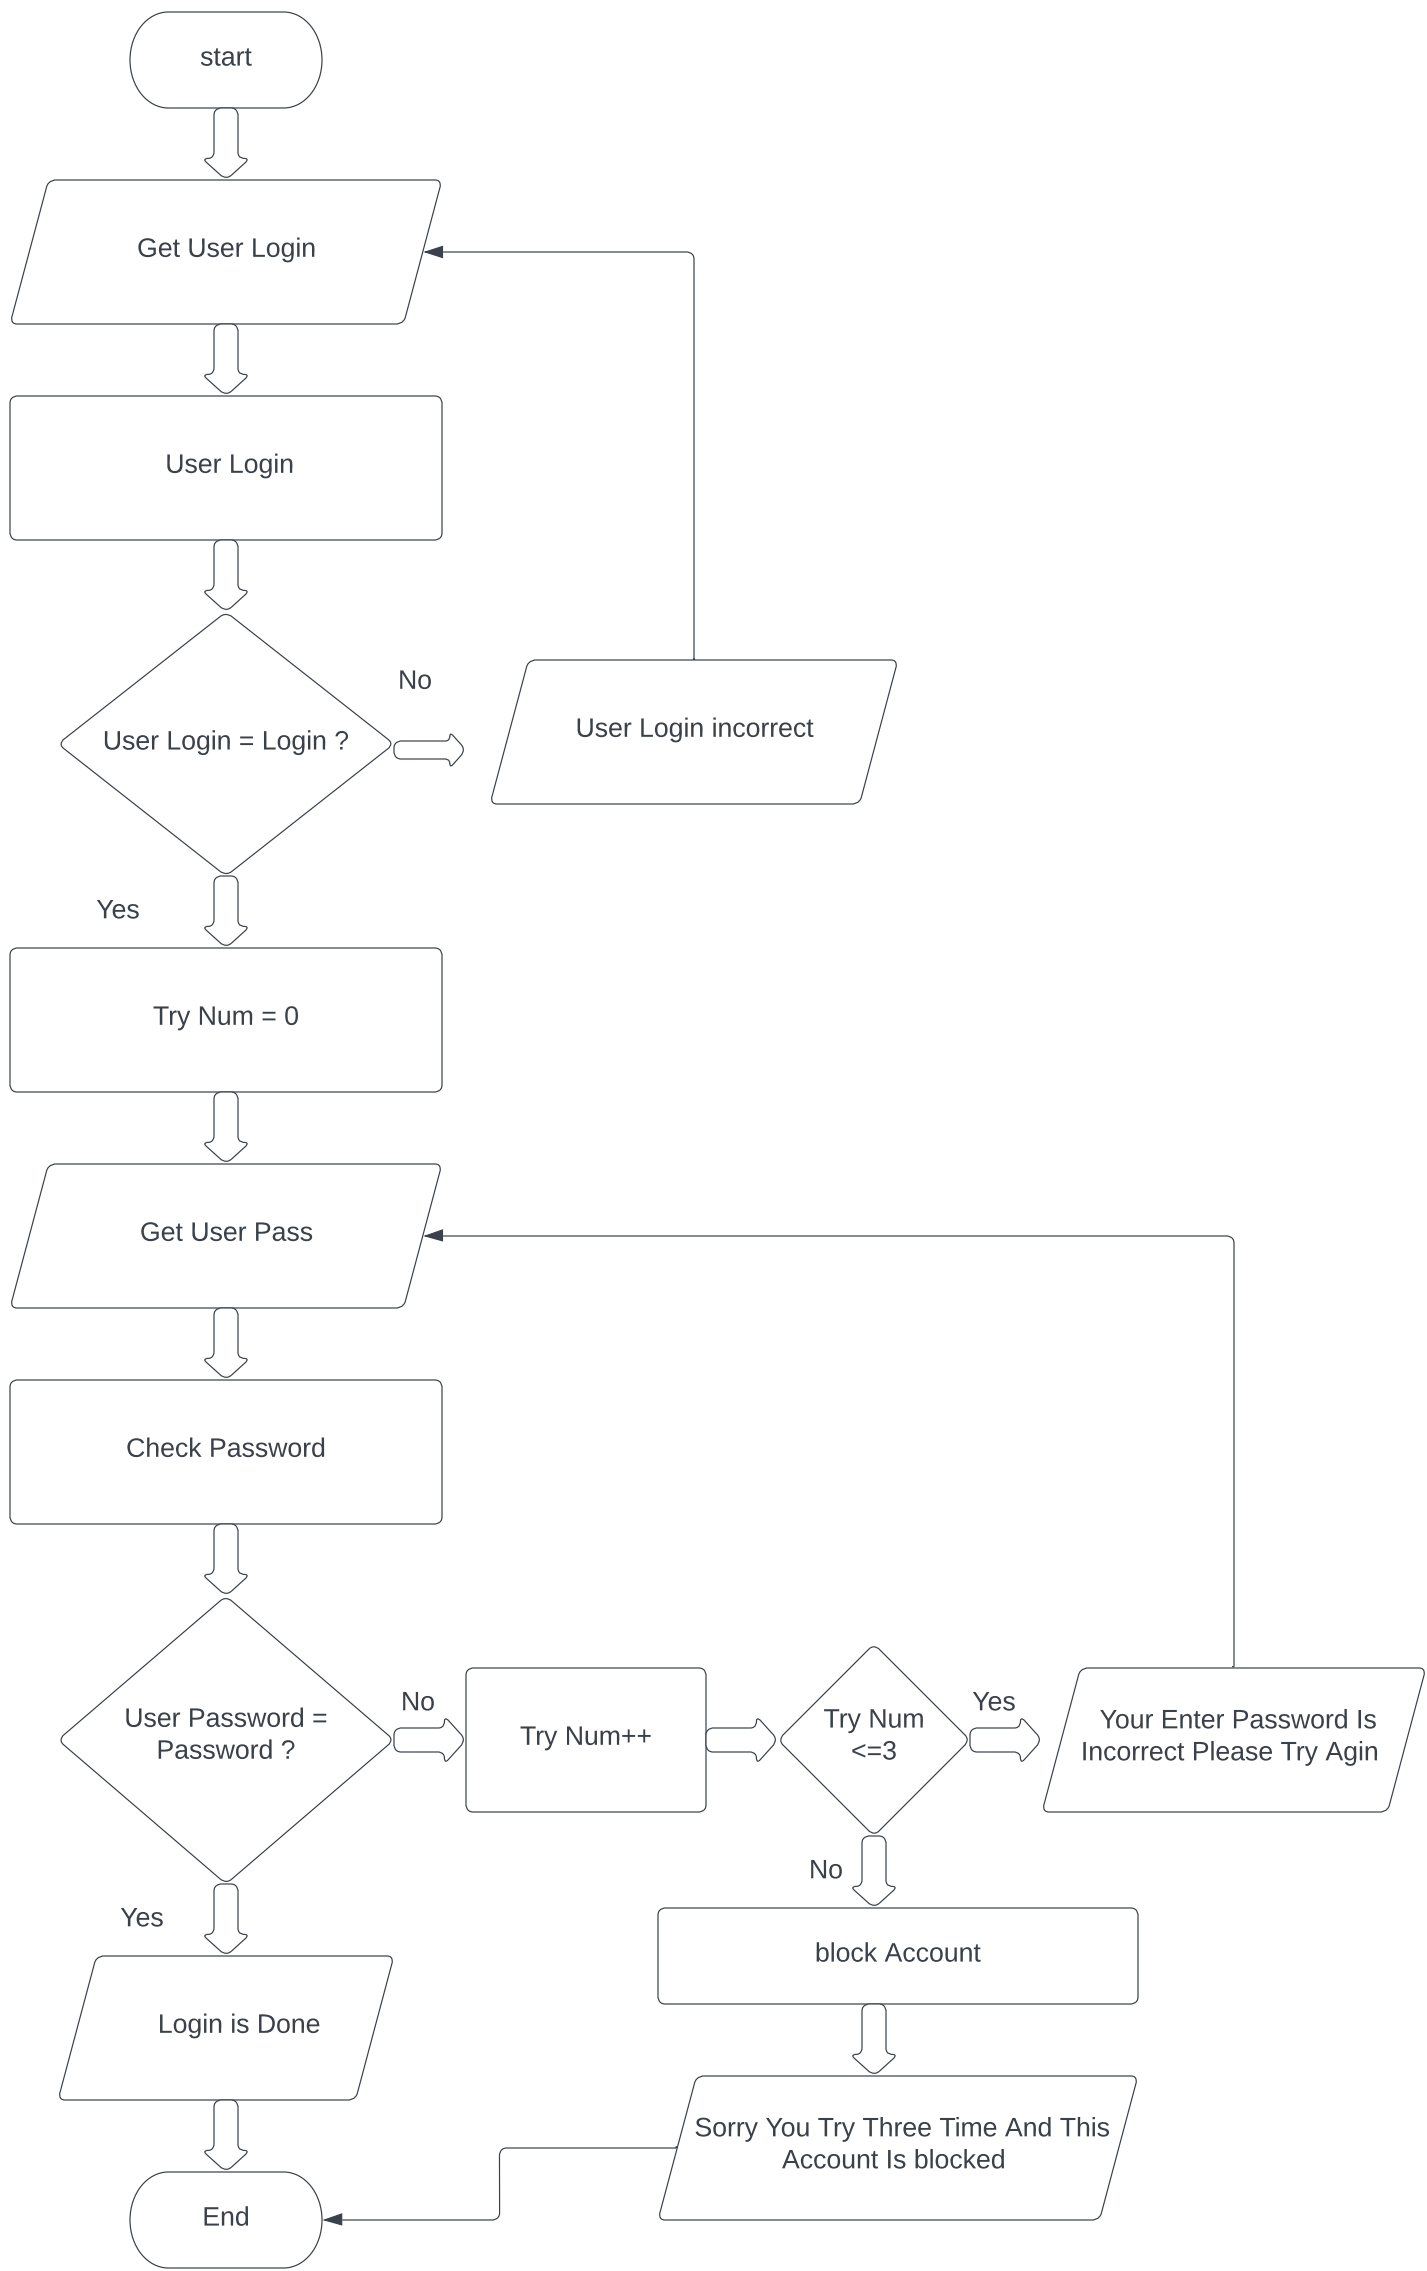 start
Get User Login
User Login
User Login = Login ?
No
User Login incorrect
Yes
Try Num = 0
Get User Pass
Check Password
User Password =
Password ?
No
Try Num++
Try Num
<=3
Yes
Your Enter Password Is
Incorrect Please Try Agin
No
block Account
Sorry You Try Three Time And This
Account Is blocked
Yes
Login is Done
End